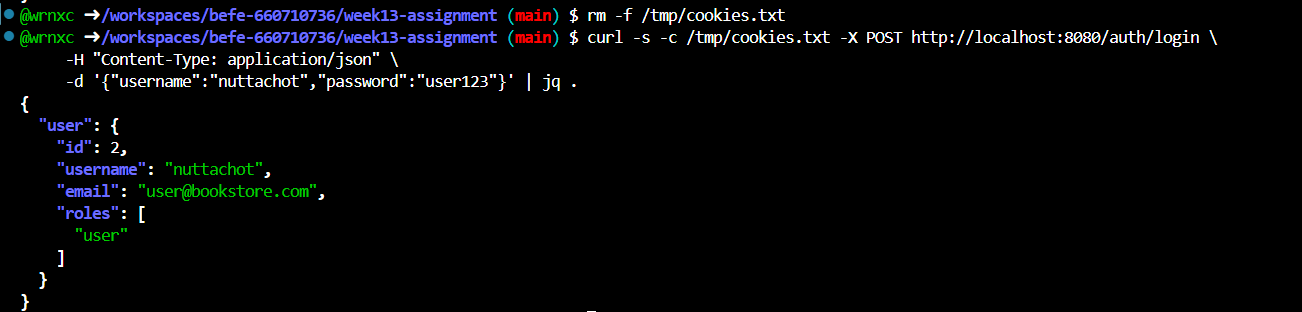 @wrnxc ➜/workspaces/befe-660710736/week13-assignment (main) $ rm -f /tmp/cookies.txt
@wrnxc ➜/workspaces/befe-660710736/week13-assignment (main) $ curl -s -c /tmp/cookies.txt -X POST http://localhost:8080/auth/login \
-H "Content-Type: application/json" \
-d '{"username":"nuttachot","password":"user123"}' | jq .
{
"user": {
"id": 2,
"username": "nuttachot",
"email": "user@bookstore.com",
"roles": [
"user"
]
}
}